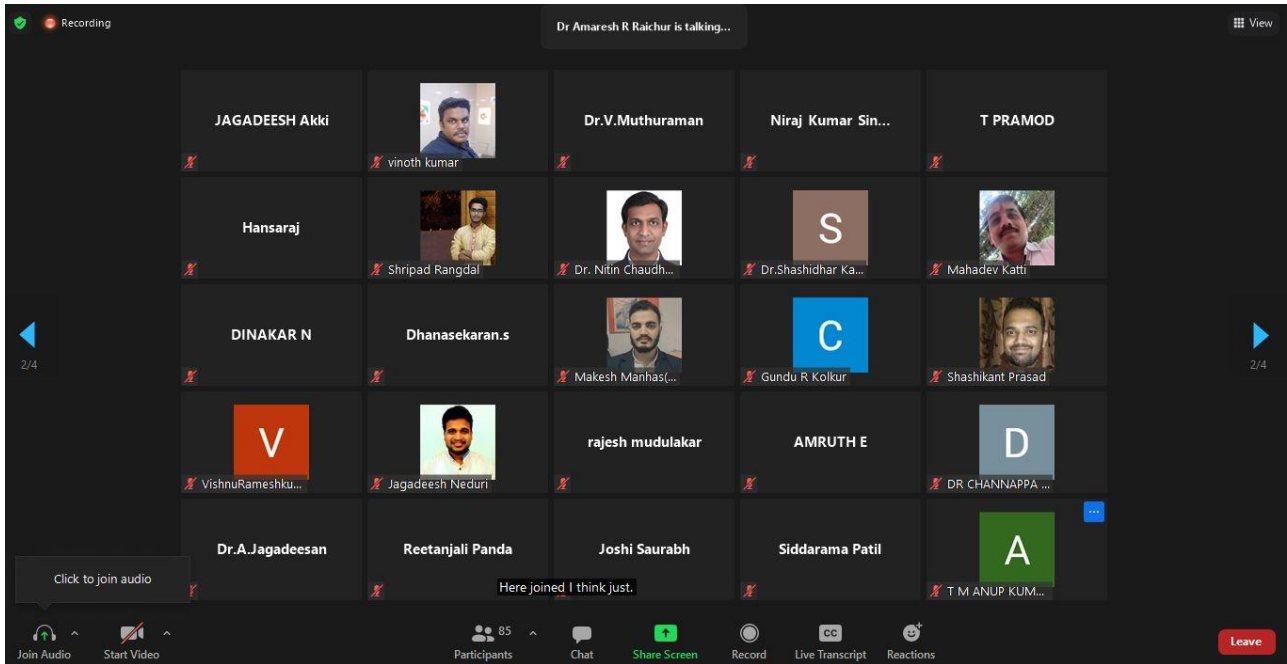 Recording
Dr Amaresh R Raichur is talking...
View
JAGADEESH Akki
vinoth kumar
Dr.V.Muthuraman
Niraj Kumar Sin...
T PRAMOD
Hansaraj
Shripad Rangdal
Dr. Nitin Chaudh...
S
Dr.Shashidhar Ka...
Mahadev Katti
2/4
DINAKAR N
Dhanasekaran.s
Makesh Manhas(...
C
Gundu R Kolkur
Shashikant Prasad
2/4
V
VishnuRameshku...
Jagadeesh Neduri
rajesh mudulakar
AMRUTH E
D
DR CHANNAPPA ...
Dr.A.Jagadeesan
Reetanjali Panda
Joshi Saurabh
Siddarama Patil
A
T M ANUP KUM...
Click to join audio
Here joined I think just.
Join Audio
Start Video
85
Participants
Chat
Share Screen
Record
CC
Live Transcript
Reactions
Leave